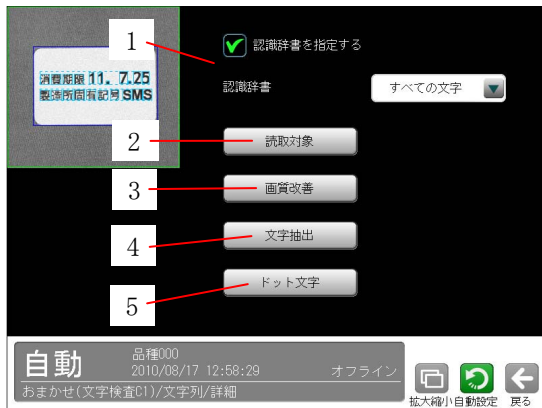 1
認識辞書を指定する
消費期限 11. 7.25
製造所固有記号 SMS
認識辞書
すべての文字
2
読取対象
3
画質改善
4
文字抽出
5
ドット文字
自動
品種000
2010/08/17 12:58:29
オフライン
おまかせ(文字検査C1)/文字列/詳細
拡大縮小
自動設定
戻る